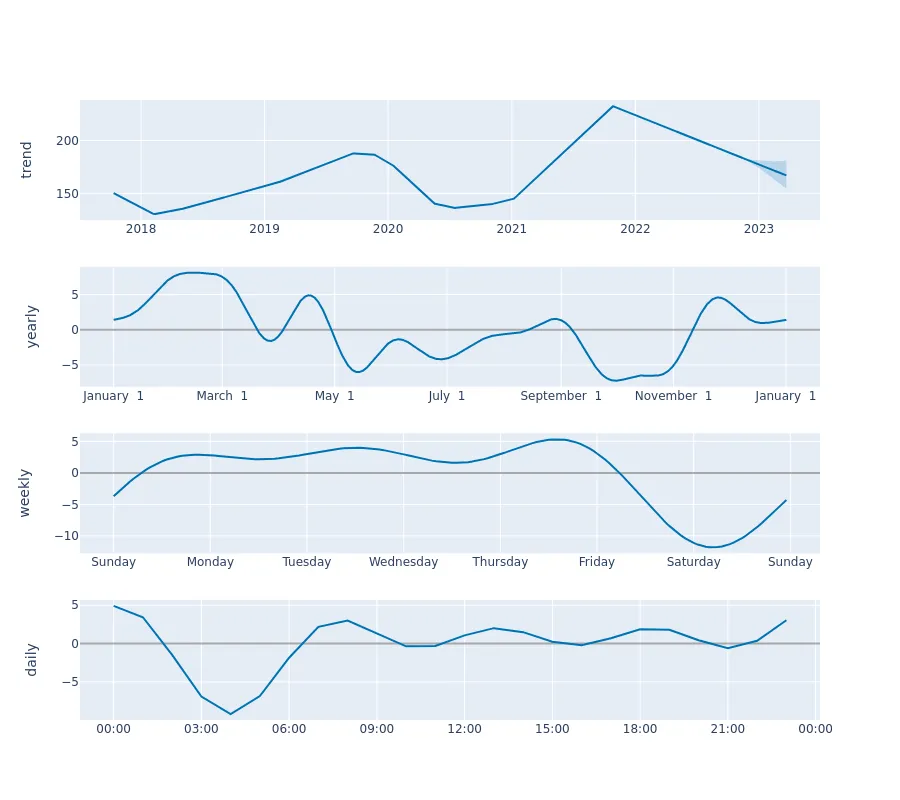 trend
200
150
2018 2019 2020 2021 2022 2023
yearly
5
0
−5
January 1 March 1 May 1 July 1 September 1 November 1 January 1
weekly
5
0
−5
−10
Sunday Monday Tuesday Wednesday Thursday Friday Saturday Sunday
daily
5
0
−5
00:00 03:00 06:00 09:00 12:00 15:00 18:00 21:00 00:00